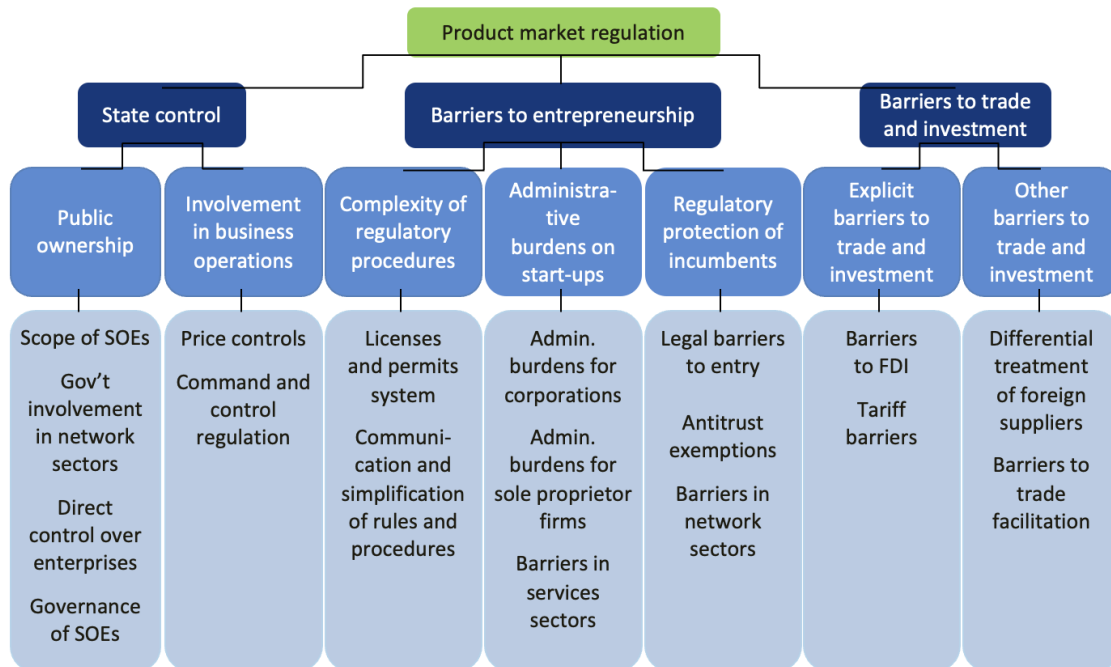 Product market regulation
State control
Barriers to entrepreneurship
Barriers to trade
and investment
Public
ownership
Involvement
in business
operations
Complexity of
regulatory
procedures
Administra-
tive
burdens on
start-ups
Regulatory
protection of
incumbents
Explicit
barriers to
trade and
investment
Other
barriers to
trade and
investment
Scope of SOEs
Gov't
involvement
in network
sectors
Direct
control over
enterprises
Governance
of SOEs
Price controls
Command and
control
regulation
Licenses
and permits
system
Communi-
cation and
simplification
of rules and
procedures
Admin.
burdens for
corporations
Admin.
burdens for
sole proprietor
firms
Barriers in
services
sectors
Legal barriers
to entry
Antitrust
exemptions
Barriers in
network
sectors
Barriers
to FDI
Tariff
barriers
Differential
treatment
of foreign
suppliers
Barriers to
trade
facilitation